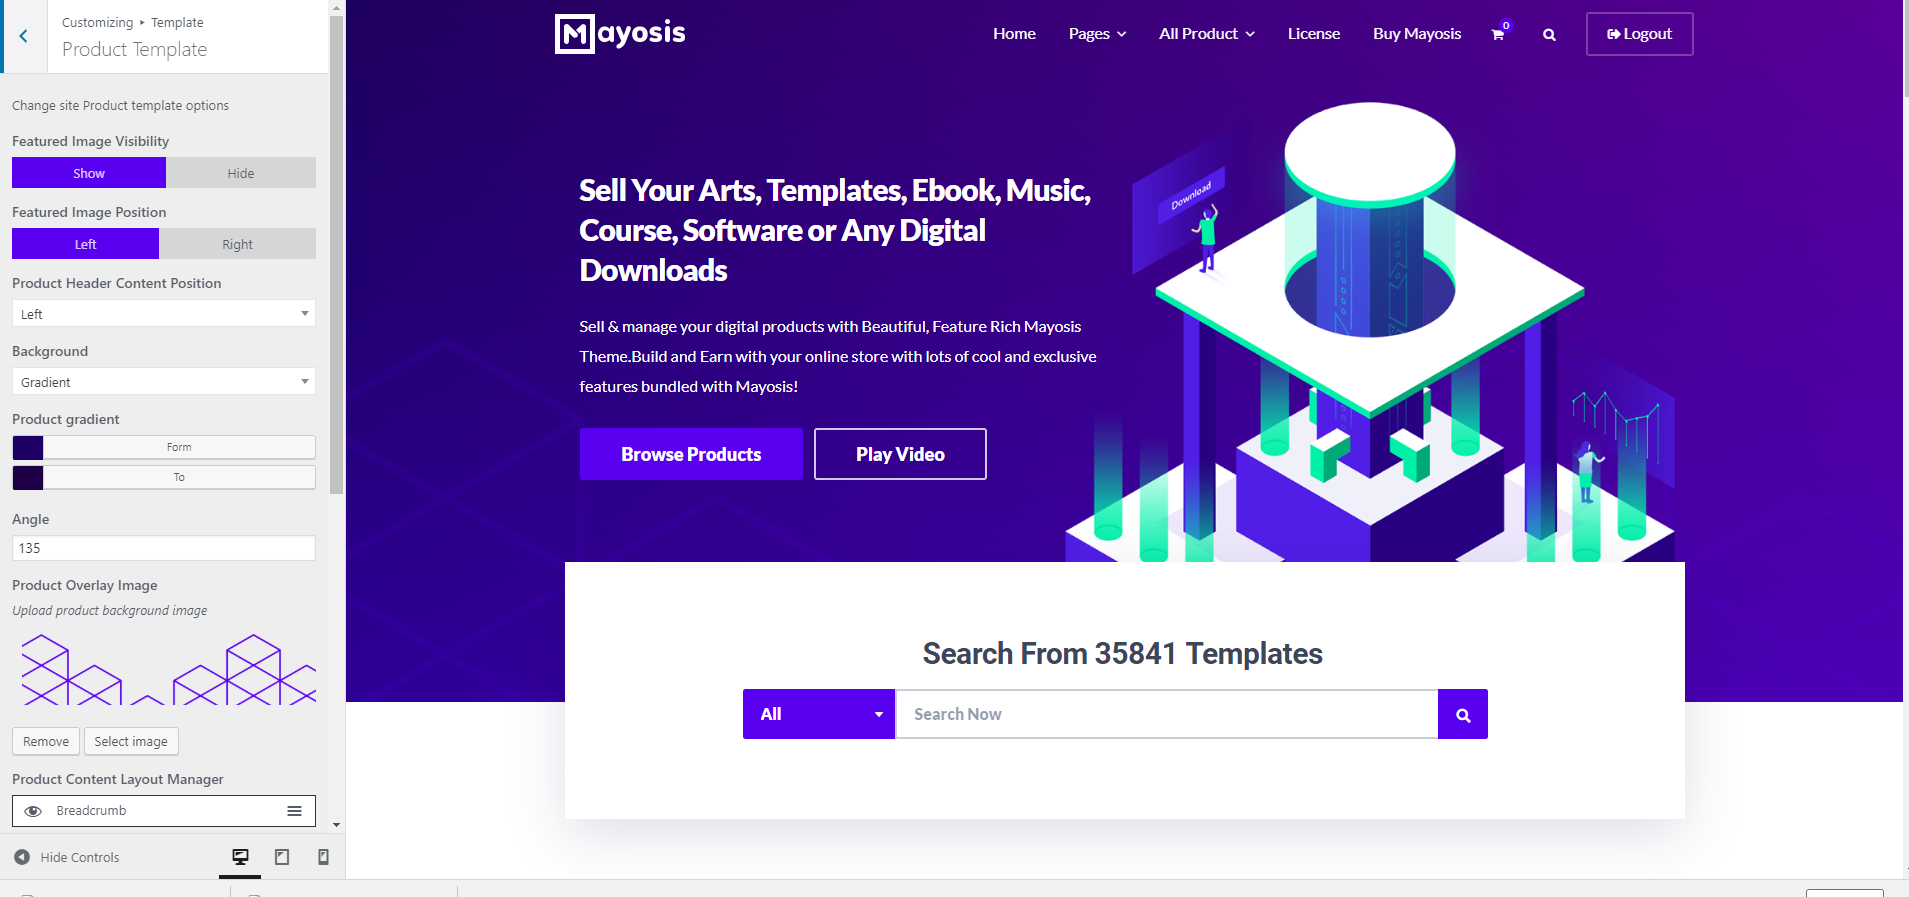 Customizing ▸ Template
Product Template
Change site Product template options
Featured Image Visibility
Show
Hide
Featured Image Position
Left
Right
Product Header Content Position
Left
Background
Gradient
Product gradient
Form
To
Angle
135
Product Overlay Image
Upload product background image
Remove
Select image
Product Content Layout Manager
Breadcrumb
Hide Controls
Mayosis
Home
Pages
All Product
License
Buy Mayosis
0
Logout
Sell Your Arts, Templates, Ebook, Music,
Course, Software or Any Digital
Downloads
Sell & manage your digital products with Beautiful, Feature Rich Mayosis
Theme.Build and Earn with your online store with lots of cool and exclusive
features bundled with Mayosis!
Browse Products
Play Video
Download
Search From 35841 Templates
All
Search Now